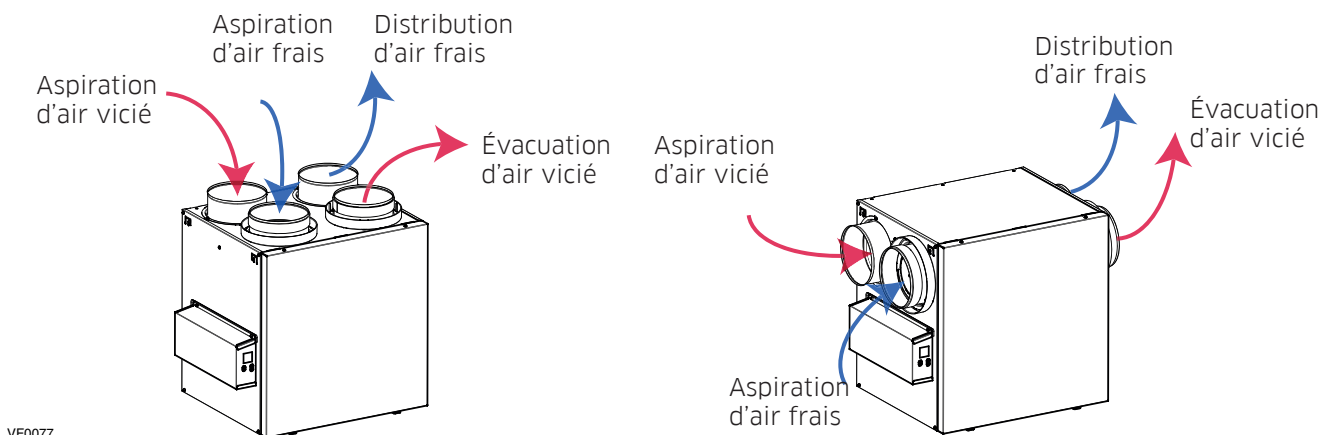 Aspiration
d'air frais
Distribution
d'air frais
Aspiration
d'air vicié
Évacuation
d'air vicié
Distribution
d'air frais
Évacuation
d'air vicié
Aspiration
d'air vicié
Aspiration
d'air frais
VF0077